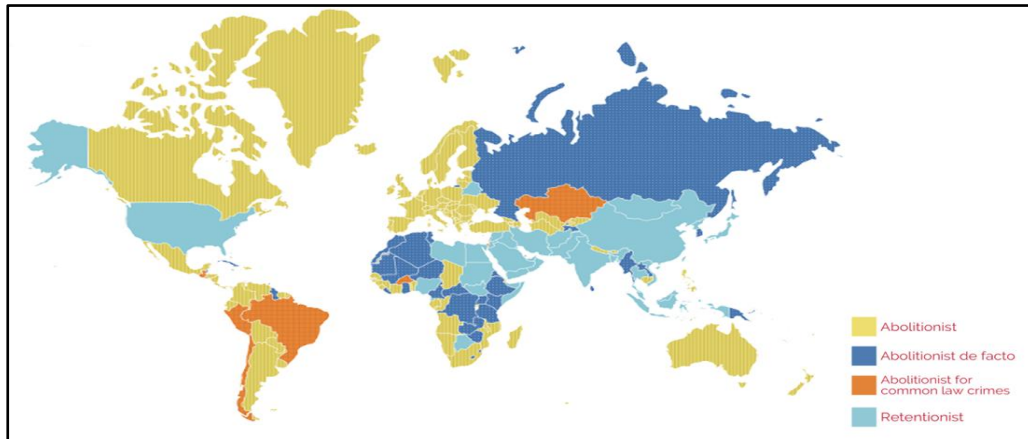 Abolitionist
Abolitionist de facto
Abolitionist for
common law crimes
Retentionist